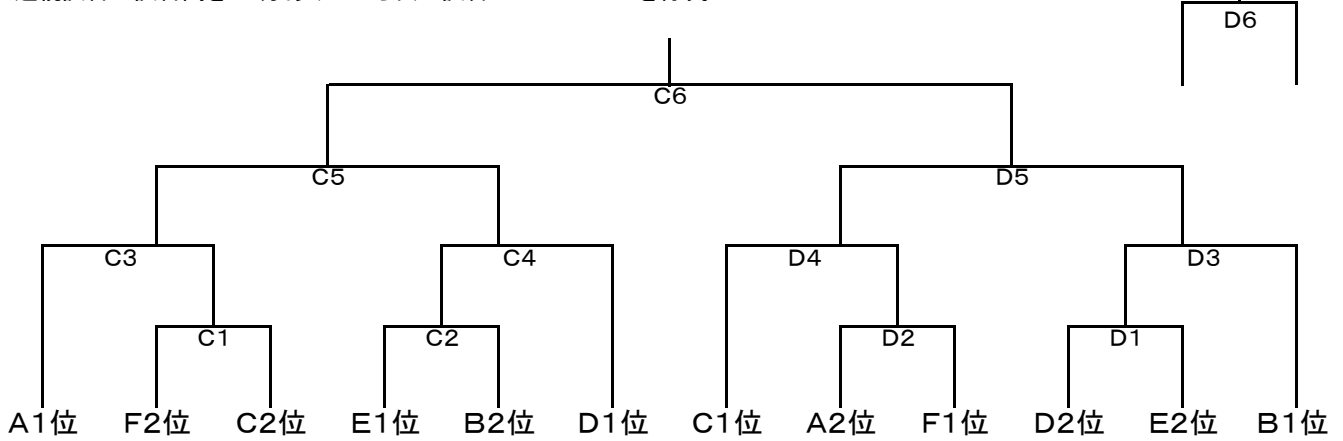 D6
C6
C5 D5
C3 C4 D4 D3
C1 C2 D2 D1
A1位 F2位 C2位 E1位 B2位 D1位 C1位 A2位 F1位 D2位 E2位 B1位